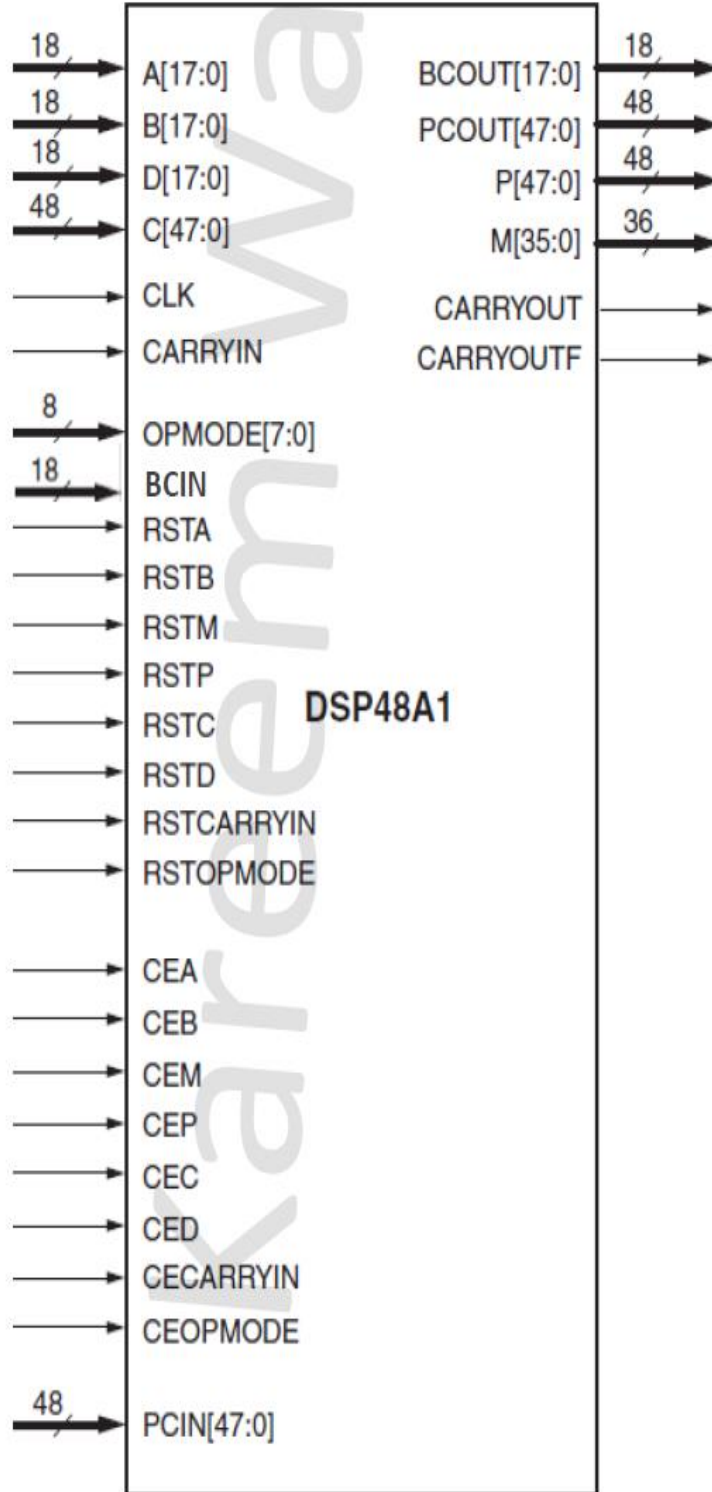 18 A[17:0] BCOUT[17:0] 18
18 B[17:0] PCOUT[47:0] 48
18 D[17:0] P[47:0] 48
48 C[47:0] M[35:0] 36
CLK CARRYOUT
CARRYIN CARRYOUTF
8 OPMODE[7:0]
18 BCIN
RSTA
RSTB
RSTM
RSTP
RSTC
DSP48A1
RSTD
RSTCARRYIN
RSTOPMODE
CEA
CEB
CEM
CEP
CEC
CED
CECARRYIN
CEOPMODE
48 PCIN[47:0]
Kareem Wa